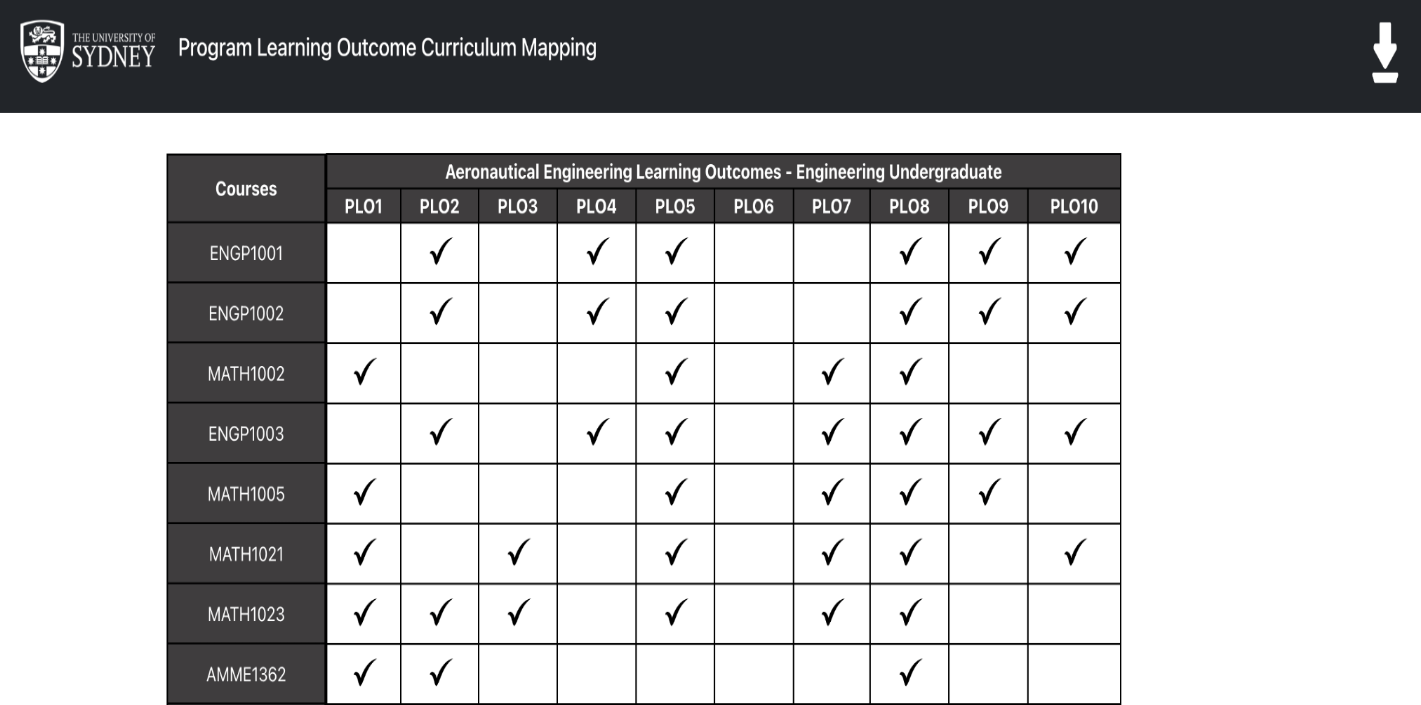 THE UNIVERSITY OF
SYDNEY
Program Learning Outcome Curriculum Mapping
Courses
Aeronautical Engineering Learning Outcomes - Engineering Undergraduate
PLO1 PLO2 PLO3 PLO4 PLO5 PLO6 PLO7 PLO8 PLO9 PLO10
ENGP1001 ✓ ✓ ✓ ✓ ✓ ✓
ENGP1002 ✓ ✓ ✓ ✓ ✓ ✓
MATH1002 ✓ ✓ ✓ ✓
ENGP1003 ✓ ✓ ✓ ✓ ✓ ✓ ✓
MATH1005 ✓ ✓ ✓ ✓ ✓
MATH1021 ✓ ✓ ✓ ✓ ✓ ✓
MATH1023 ✓ ✓ ✓ ✓ ✓ ✓
AMME1362 ✓ ✓ ✓